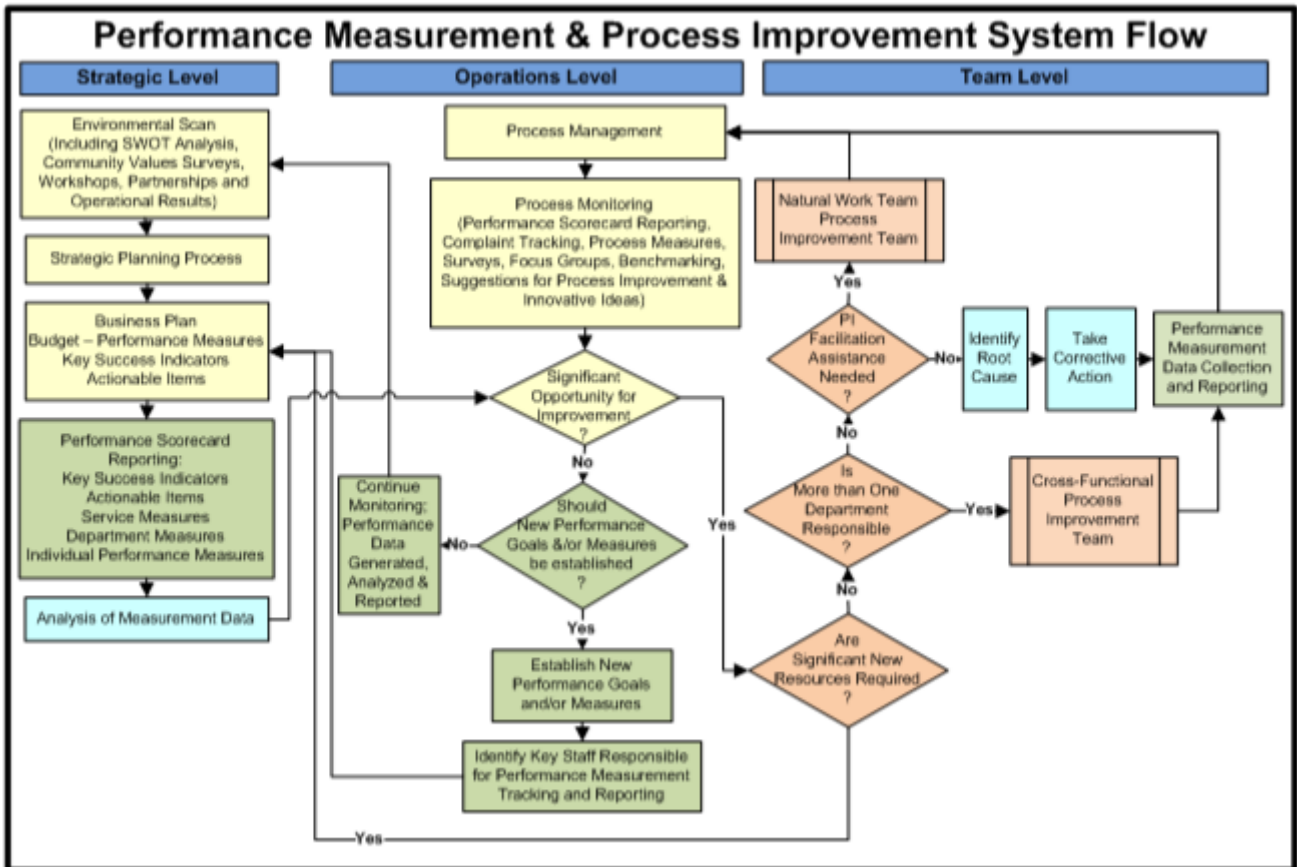 Performance Measurement & Process Improvement System Flow
Strategic Level
Operations Level
Team Level
Environmental Scan
(Including SWOT Analysis,
Community Values Surveys,
Workshops, Partnerships and
Operational Results)
Strategic Planning Process
Business Plan
Budget – Performance Measures
Key Success Indicators
Actionable Items
Performance Scorecard
Reporting:
Key Success Indicators
Actionable Items
Service Measures
Department Measures
Individual Performance Measures
Analysis of Measurement Data
Process Management
Process Monitoring
(Performance Scorecard Reporting,
Complaint Tracking, Process Measures,
Surveys, Focus Groups, Benchmarking,
Suggestions for Process Improvement &
Innovative Ideas)
Significant
Opportunity for
Improvement
?
No
Yes
Should
New Performance
Goals &/or Measures
be established
?
No
Continue
Monitoring;
Performance
Data
Generated,
Analyzed &
Reported
Yes
Establish New
Performance Goals
and/or Measures
Identify Key Staff Responsible
for Performance Measurement
Tracking and Reporting
Natural Work Team
Process
Improvement Team
Yes
PI
Facilitation
Assistance
Needed
?
No
Identify
Root
Cause
Take
Corrective
Action
Performance
Measurement
Data Collection
and Reporting
No
Is
More than One
Department
Responsible
?
Yes
Cross-Functional
Process
Improvement
Team
No
Are
Significant New
Resources Required
?
Yes